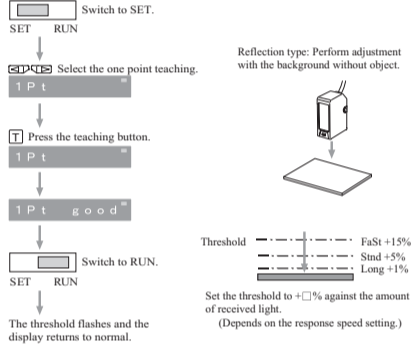 Switch to SET.
SET RUN
Select the one point teaching.
1Pt
T Press the teaching button.
1Pt
1Pt good
Switch to RUN.
SET RUN
The threshold flashes and the
display returns to normal.
Reflection type: Perform adjustment
with the background without object.
Threshold
FaSt +15%
Stnd +5%
Long +1%
Set the threshold to +□% against the amount
of received light.
(Depends on the response speed setting.)